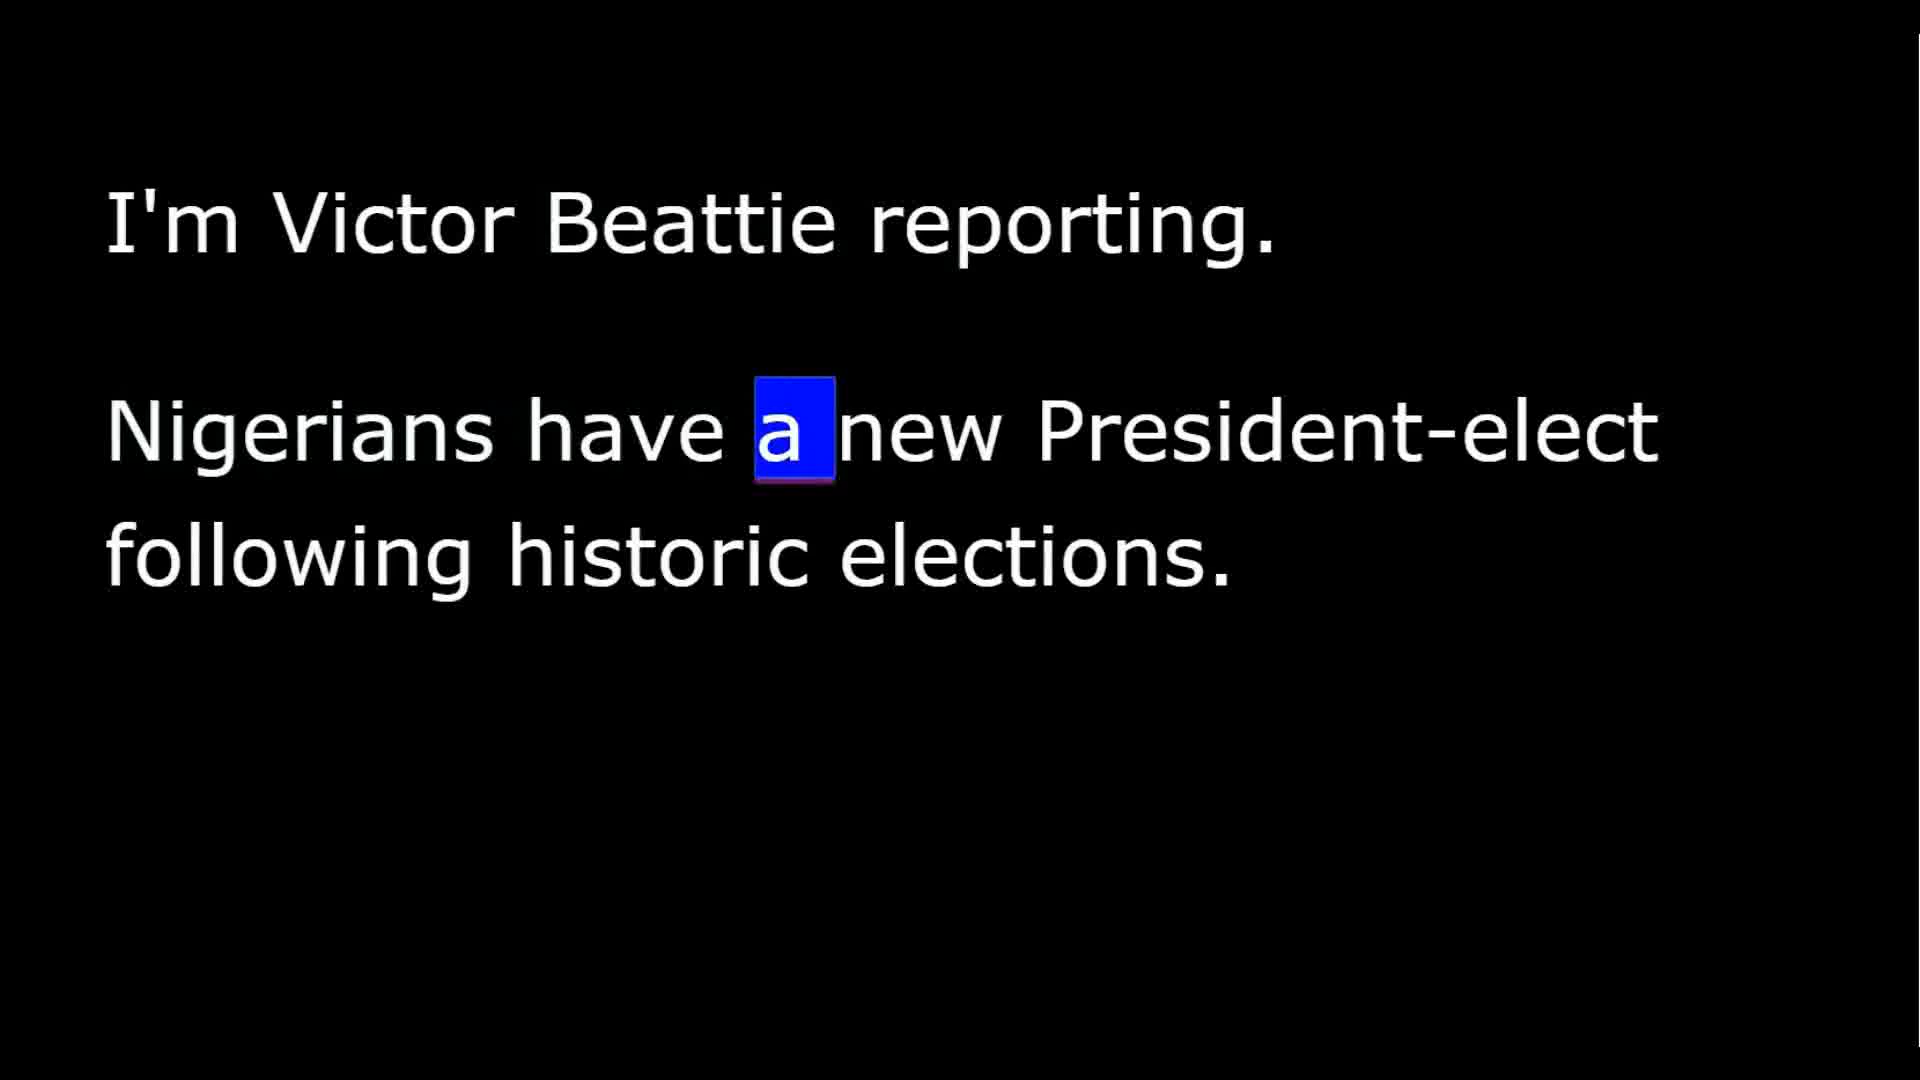 I'm Victor Beattie reporting.
Nigerians have a new President-elect
following historic elections.